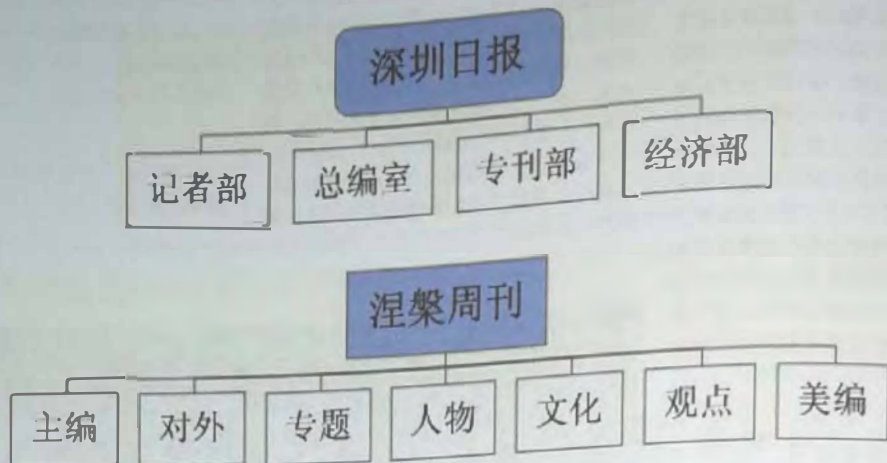 深圳日报
记者部 总编室 专刊部 经济部
涅槃周刊
主编 对外 专题 人物 文化 观点 美编